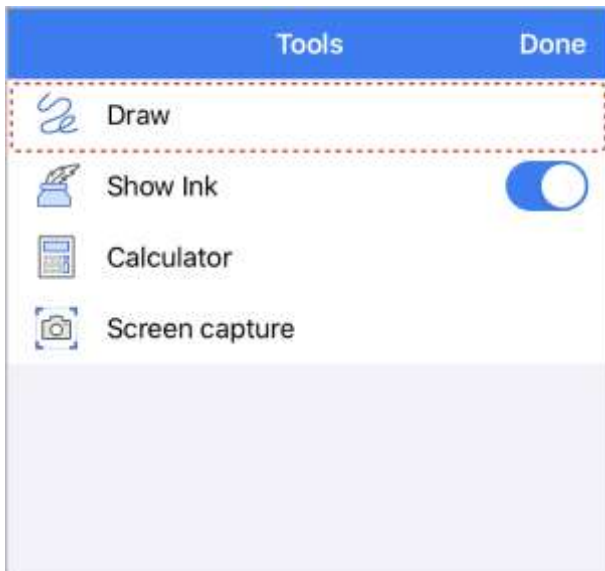 Tools Done
Draw
Show Ink
Calculator
Screen capture